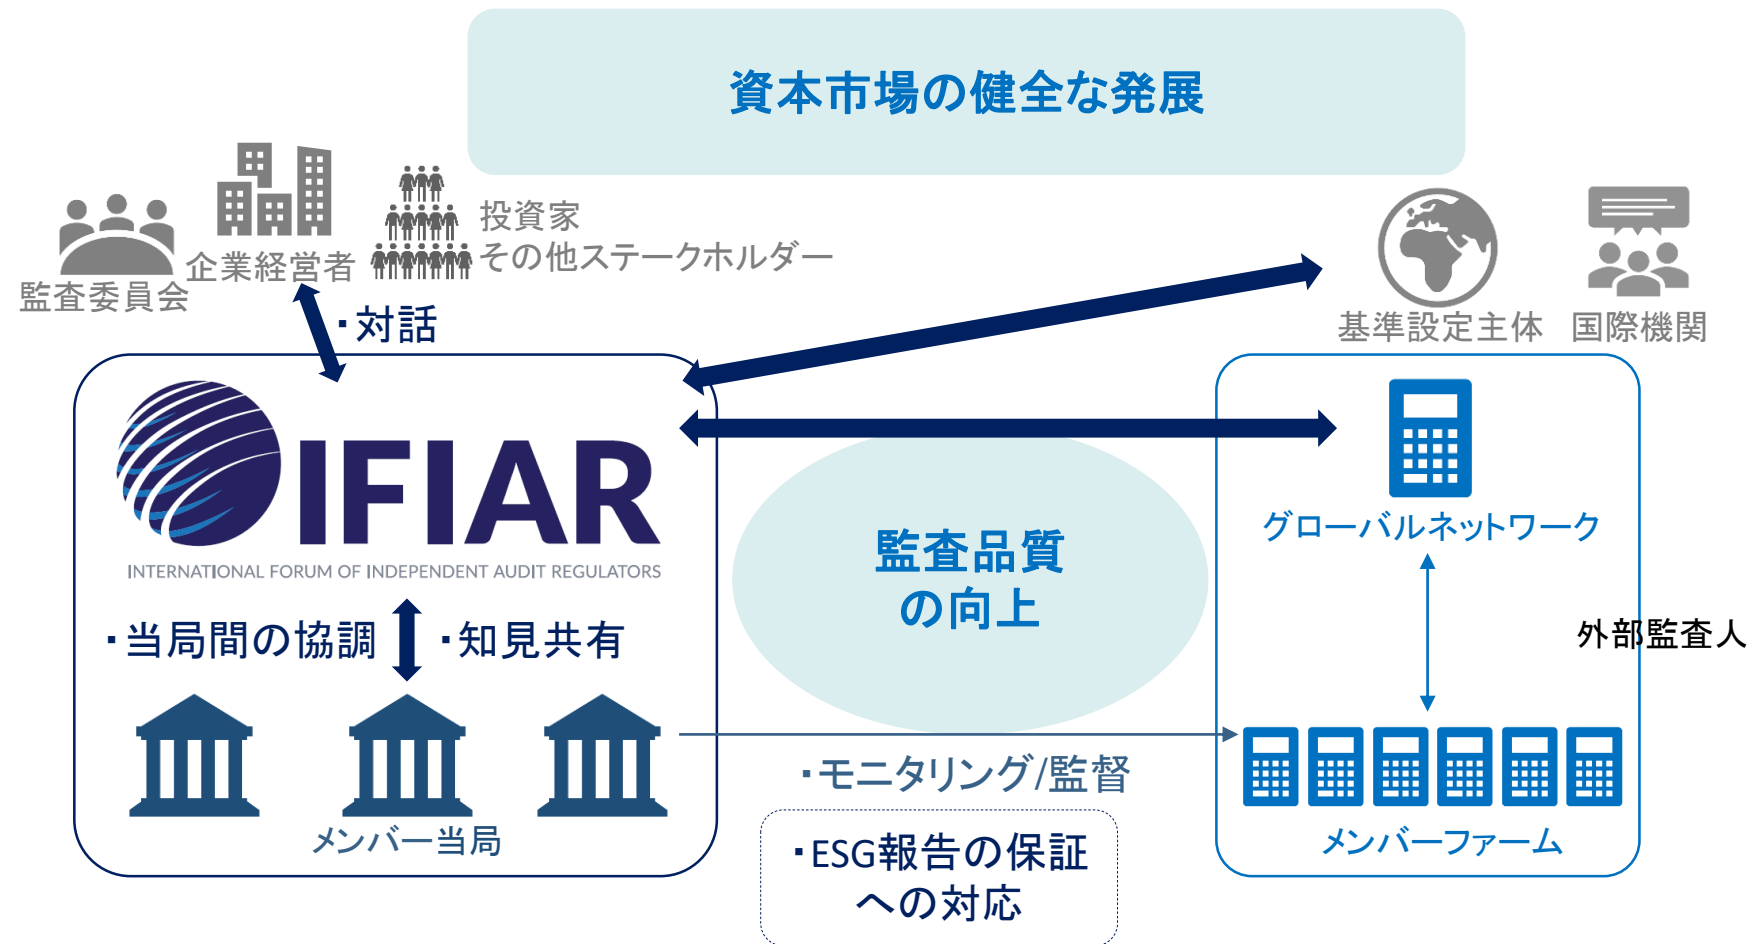 資本市場の健全な発展
投資家
その他ステークホルダー
企業経営者
監査委員会
基準設定主体
国際機関
・対話
IFIAR
INTERNATIONAL FORUM OF INDEPENDENT AUDIT REGULATORS
グローバルネットワーク
監査品質
の向上
・当局間の協調
・知見共有
外部監査人
・モニタリング/監督
メンバー当局
メンバーファーム
・ESG報告の保証
への対応